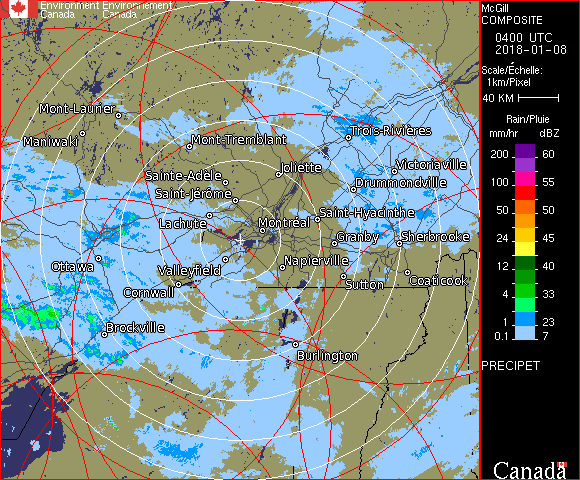 Environment Environnement
Canada Canada
McGill
COMPOSITE
0400 UTC
2018-01-08
Scale/Échelle:
1km/Pixel
40 KM
Rain/Pluie
mm/hr dBZ
200 60
100 55
50 50
24 45
12 40
4 33
1 23
0.1 7
PRECIPET
Canada
Mont-Laurier
Maniwaki
Mont-Tremblant
Trois-Rivières
Joliette
Victoriaville
Sainte-Adèle
Drummondville
Saint-Jérôme
Saint-Hyacinthe
Lachute
Montréal
Granby
Sherbrooke
Ottawa
Valleyfield
Napierville
Sutton
Coaticook
Cornwall
Brockville
Burlington